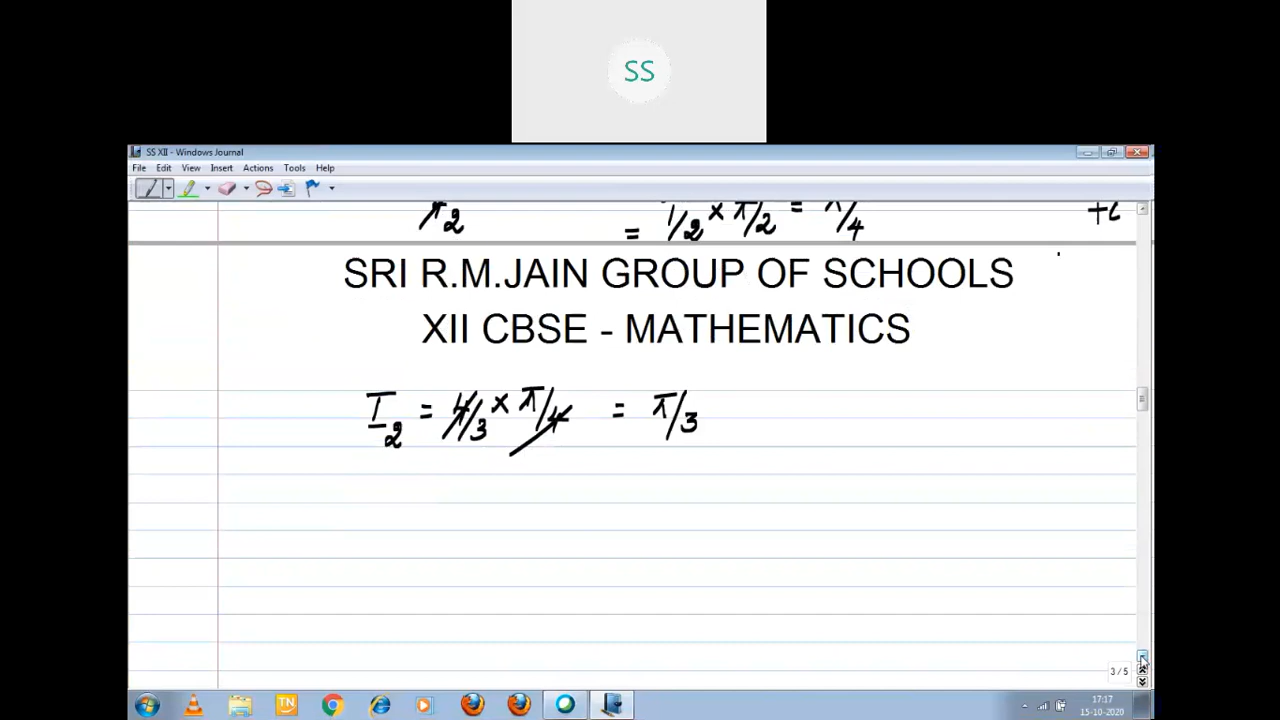 SS
SS XII - Windows Journal
File Edit View Insert Actions Tools Help
= 1/2 × π/2 = π/4
+c
SRI R.M.JAIN GROUP OF SCHOOLS
XII CBSE - MATHEMATICS
I2 = 4/3 × π/4 = π/3
3 / 5
TN
17:17
15-10-2020